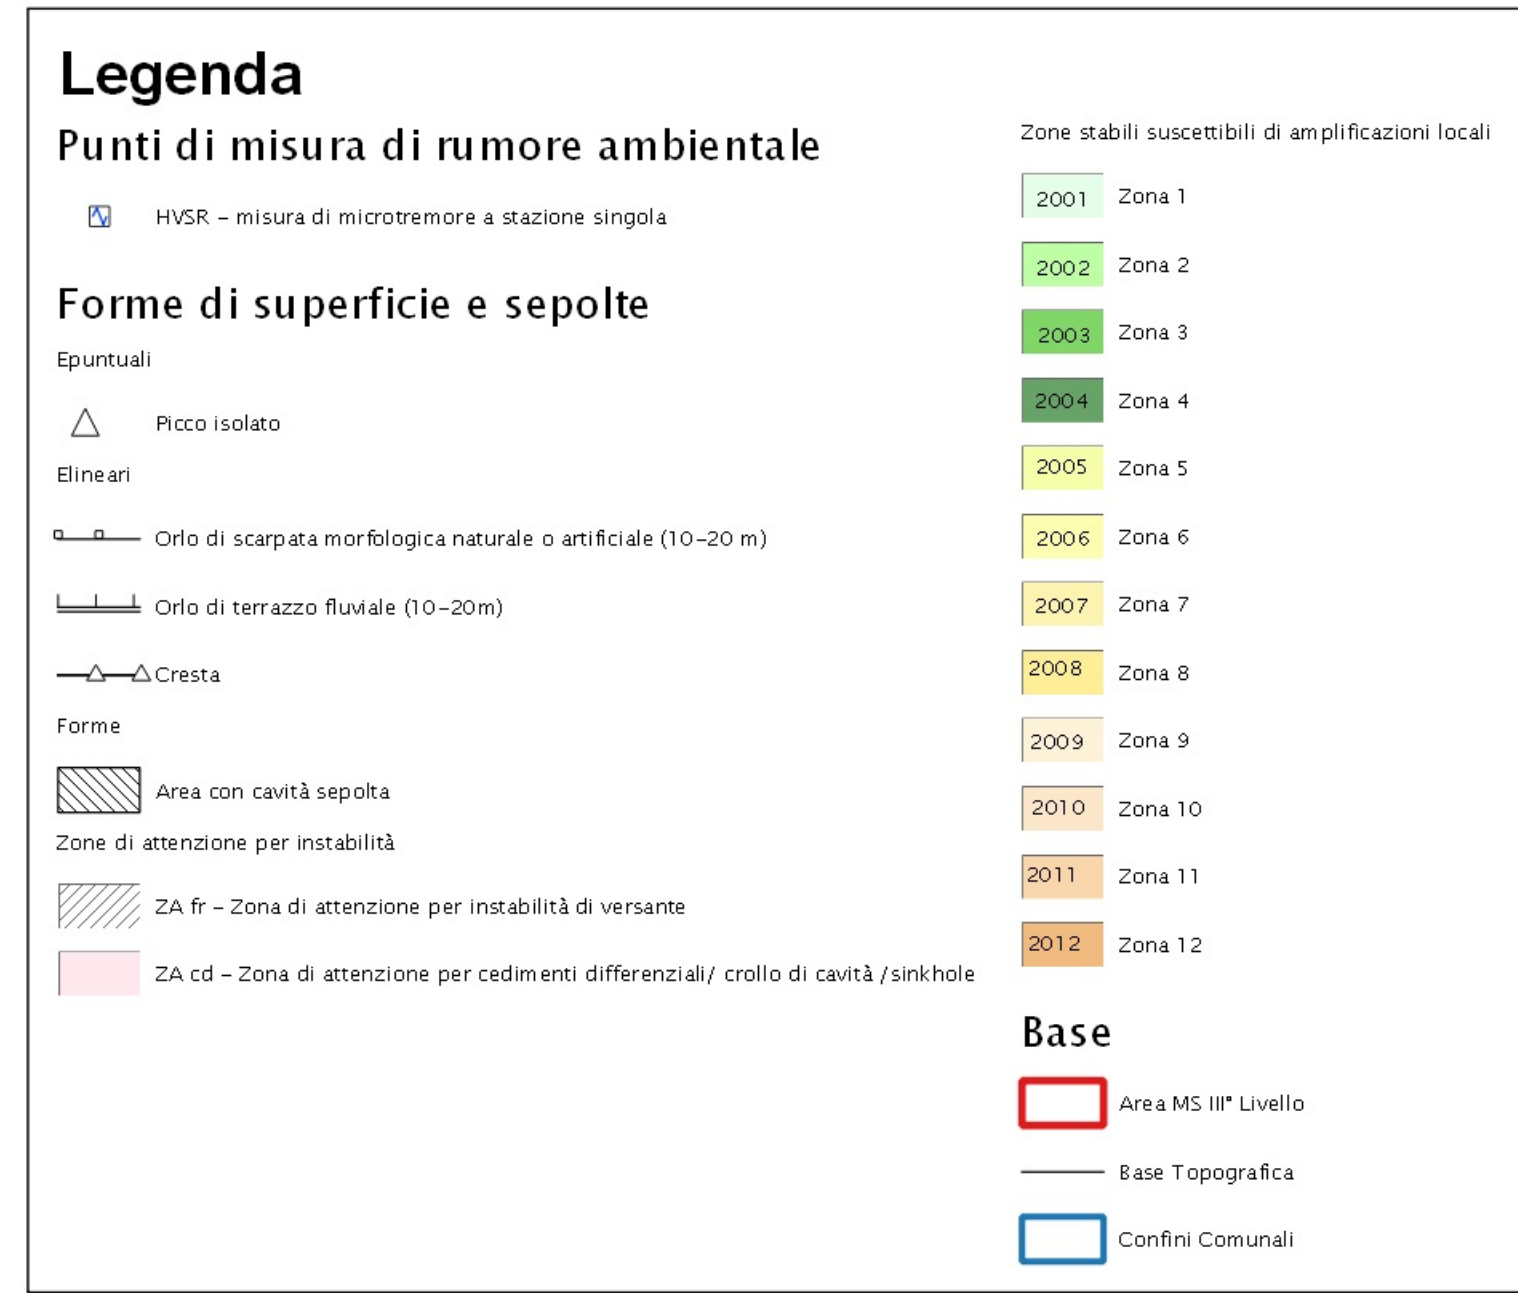 Legenda
Punti di misura di rumore ambientale
HVSR – misura di microtremore a stazione singola
Forme di superficie e sepolte
Epuntuali
Picco isolato
Elineari
Orlo di scarpata morfologica naturale o artificiale (10–20 m)
Orlo di terrazzo fluviale (10–20m)
Cresta
Forme
Area con cavità sepolta
Zone di attenzione per instabilità
ZA fr – Zona di attenzione per instabilità di versante
ZA cd – Zona di attenzione per cedimenti differenziali/ crollo di cavità /sinkhole
Zone stabili suscettibili di amplificazioni locali
2001 Zona 1
2002 Zona 2
2003 Zona 3
2004 Zona 4
2005 Zona 5
2006 Zona 6
2007 Zona 7
2008 Zona 8
2009 Zona 9
2010 Zona 10
2011 Zona 11
2012 Zona 12
Base
Area MS III° Livello
Base Topografica
Confini Comunali